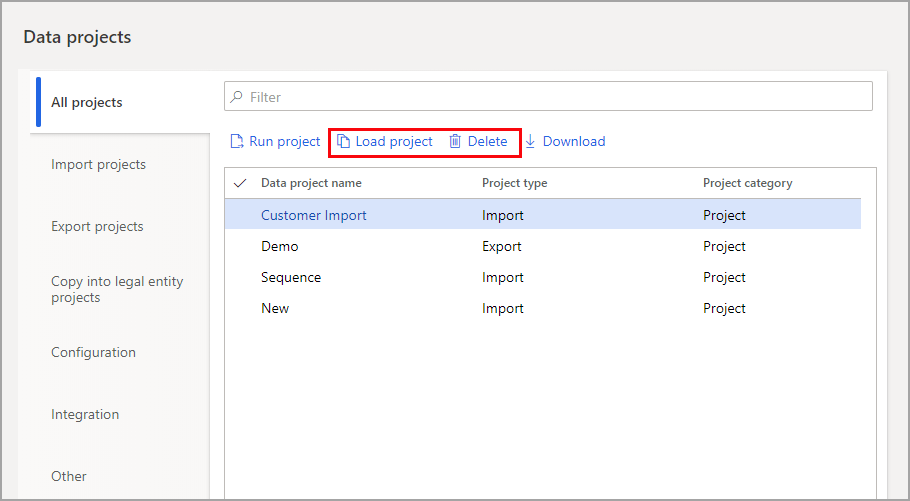 Data projects
All projects
Import projects
Export projects
Copy into legal entity
projects
Configuration
Integration
Other
Filter
Run project Load project Delete Download
Data project name Project type Project category
Customer Import Import Project
Demo Export Project
Sequence Import Project
New Import Project